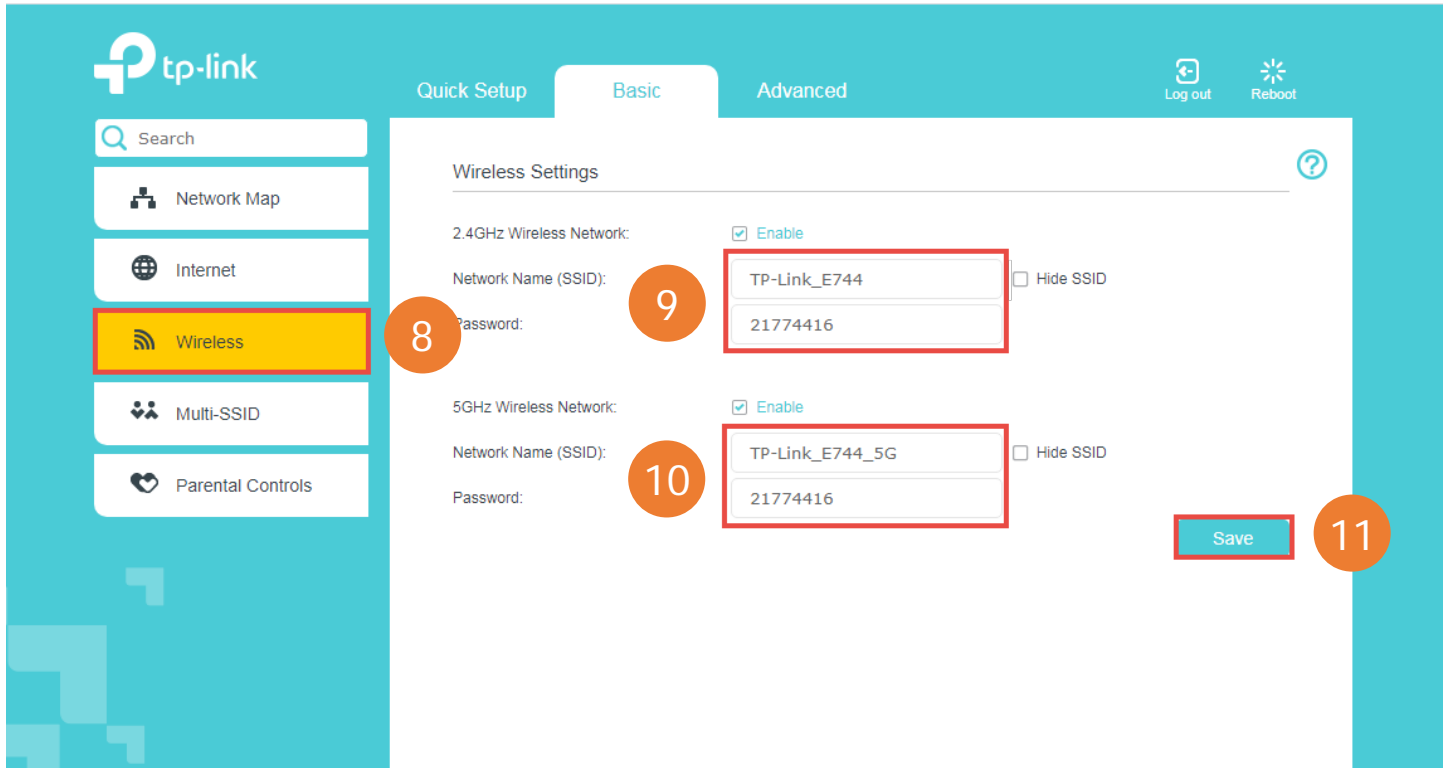 tp-link
Quick Setup Basic Advanced Log out Reboot
Search
Network Map
Internet
Wireless
Multi-SSID
Parental Controls
Wireless Settings
2.4GHz Wireless Network: Enable
Network Name (SSID): TP-Link_E744 Hide SSID
Password: 21774416
5GHz Wireless Network: Enable
Network Name (SSID): TP-Link_E744_5G Hide SSID
Password: 21774416
Save
8
9
10
11